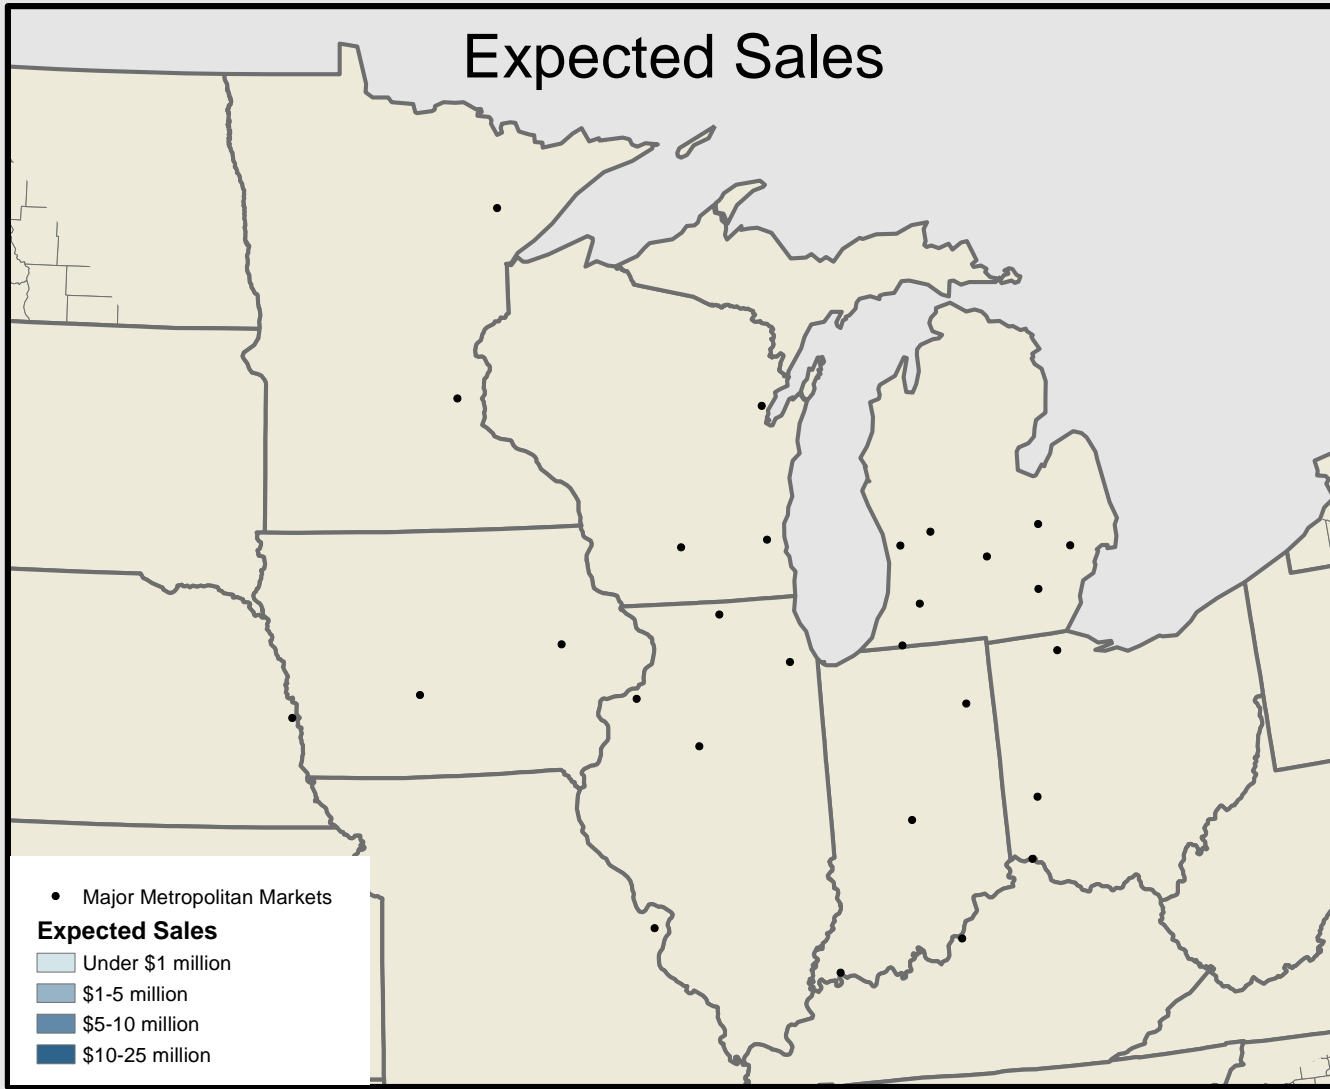 Expected Sales
Major Metropolitan Markets
Expected Sales
Under $1 million
$1-5 million
$5-10 million
$10-25 million